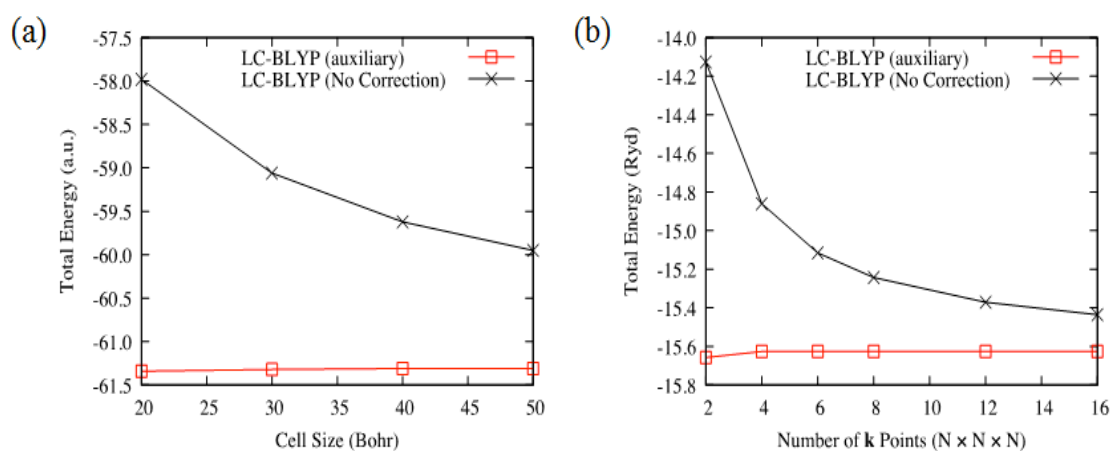 (a)
Total Energy (a.u.)
-57.5
-58.0
-58.5
-59.0
-59.5
-60.0
-60.5
-61.0
-61.5
LC-BLYP (auxiliary)
LC-BLYP (No Correction)
20 25 30 35 40 45 50
Cell Size (Bohr)
(b)
Total Energy (Ryd)
-14.0
-14.2
-14.4
-14.6
-14.8
-15.0
-15.2
-15.4
-15.6
-15.8
LC-BLYP (auxiliary)
LC-BLYP (No Correction)
2 4 6 8 10 12 14 16
Number of k Points (N × N × N)